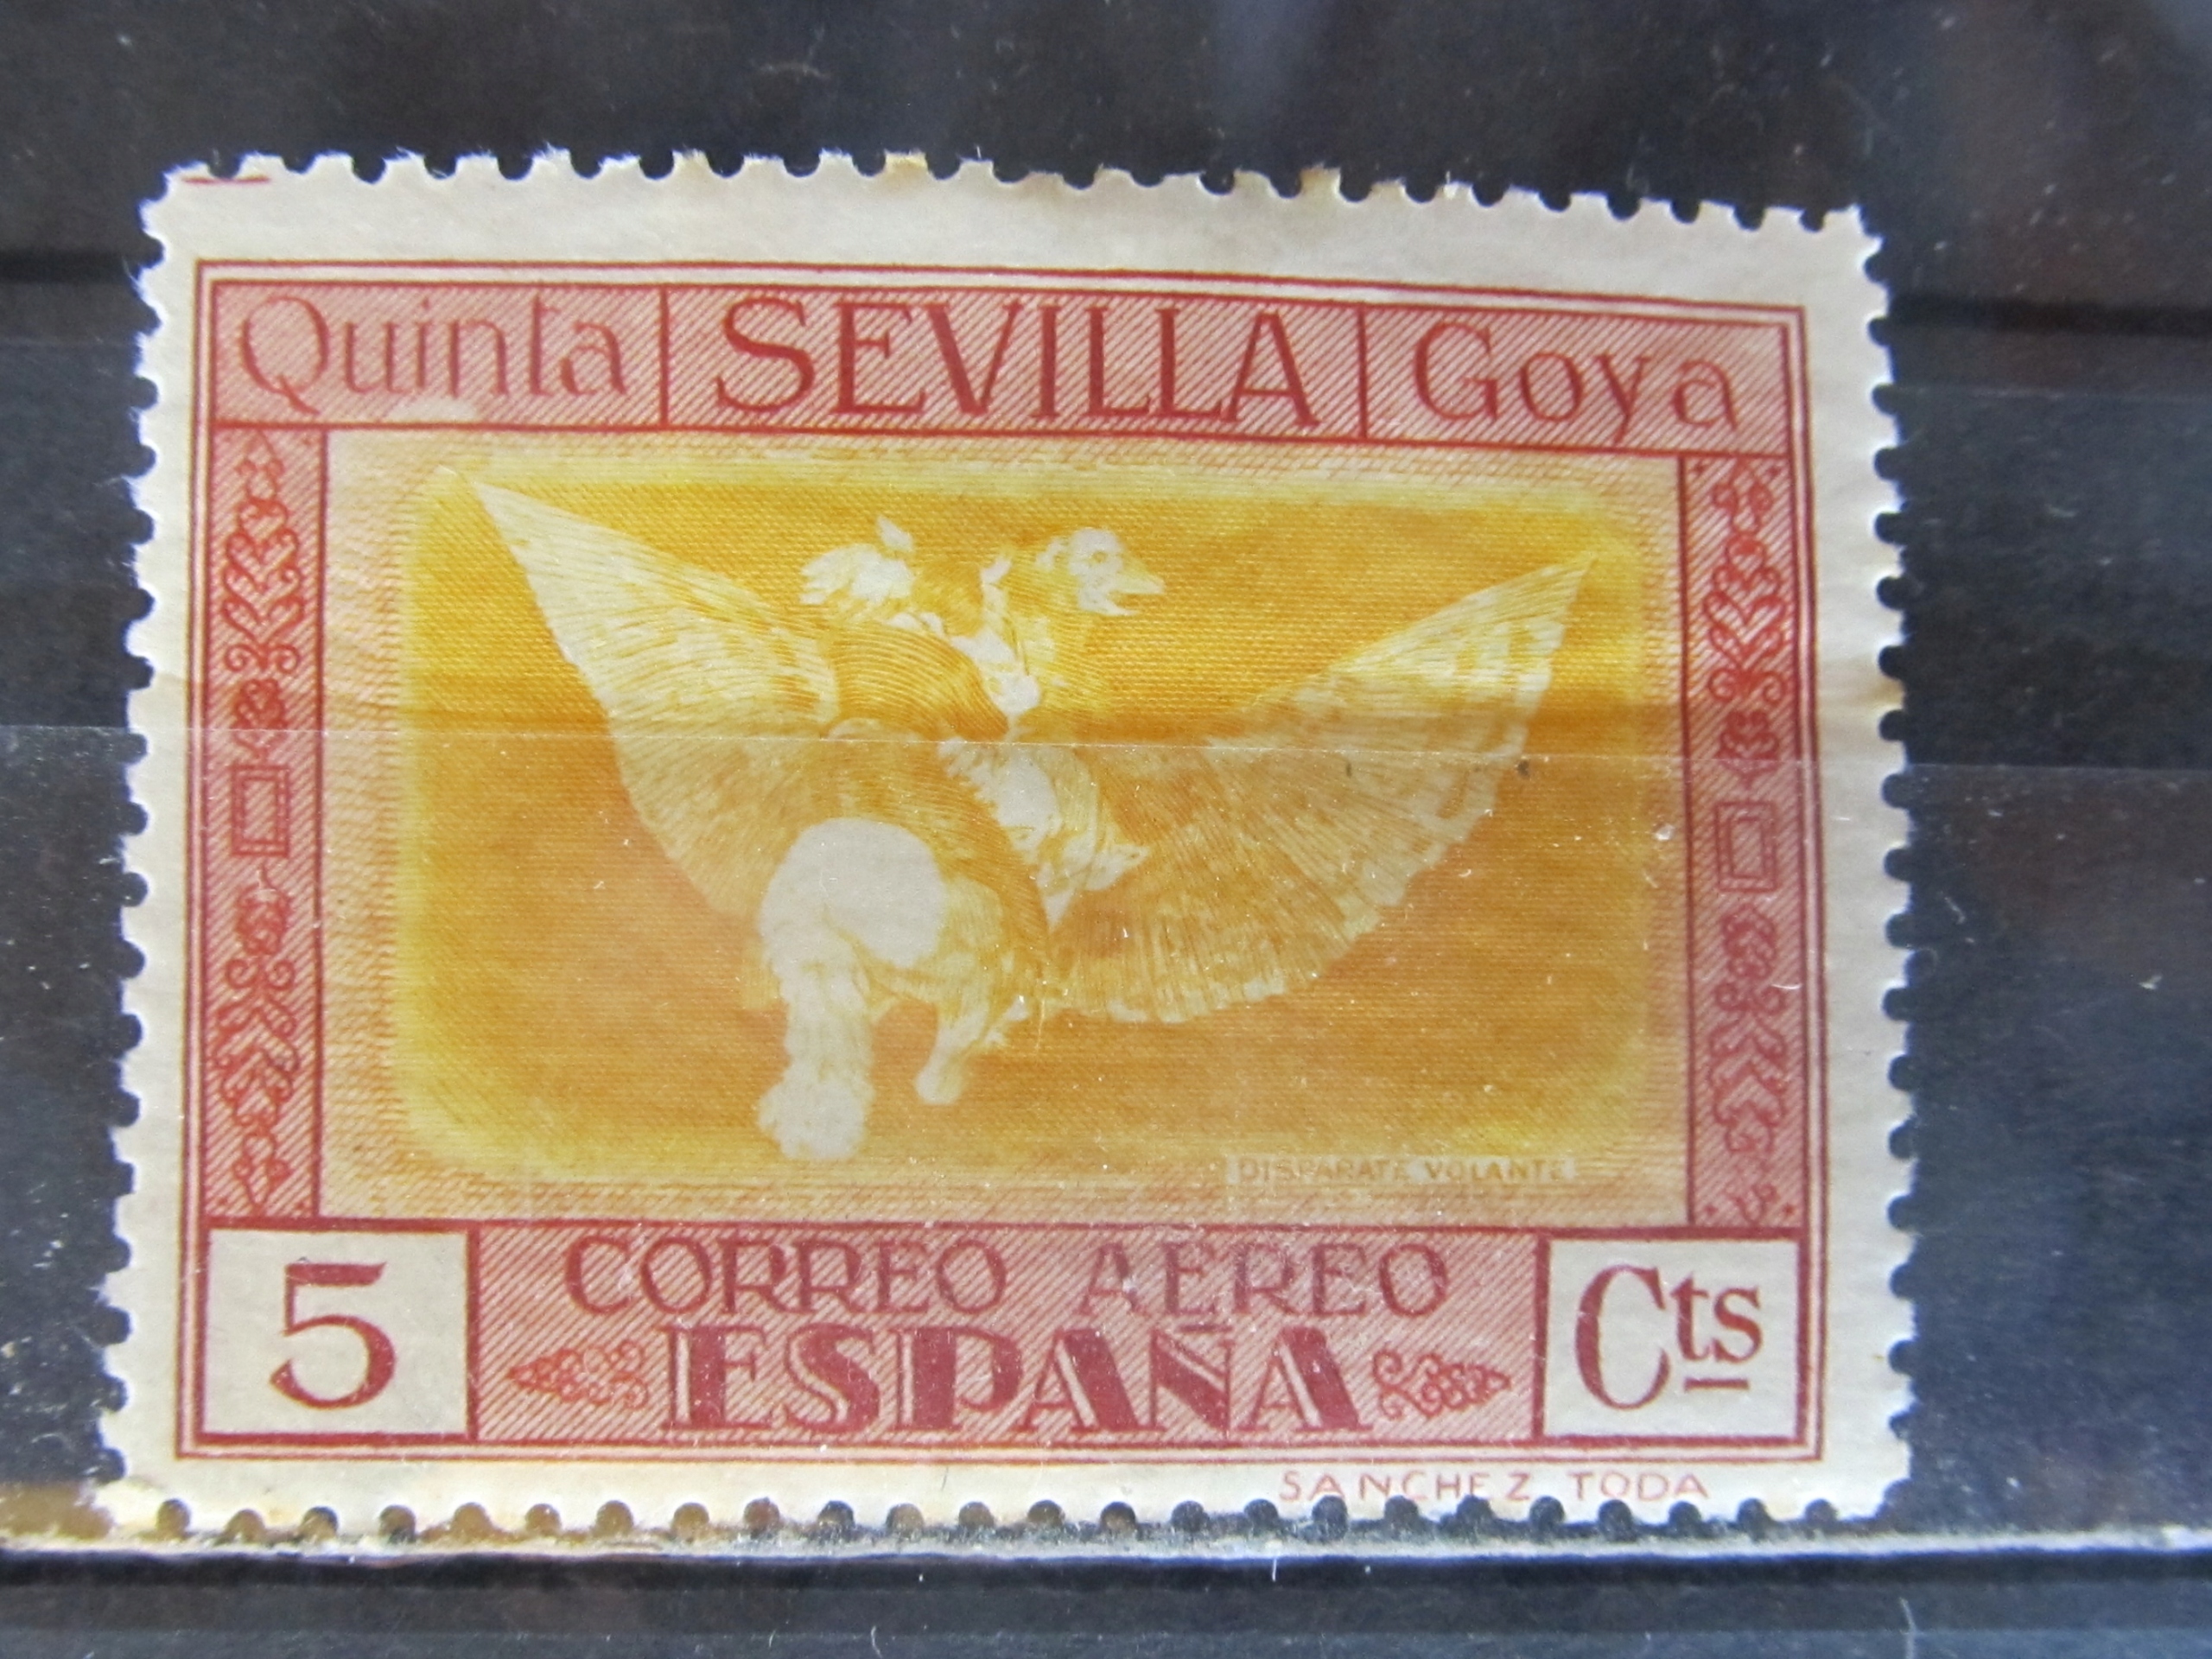 Quinta SEVILLA Goya
DISPARATE VOLANTE
5 CORREO AEREO Cts
ESPAÑA
SANCHEZ TODA